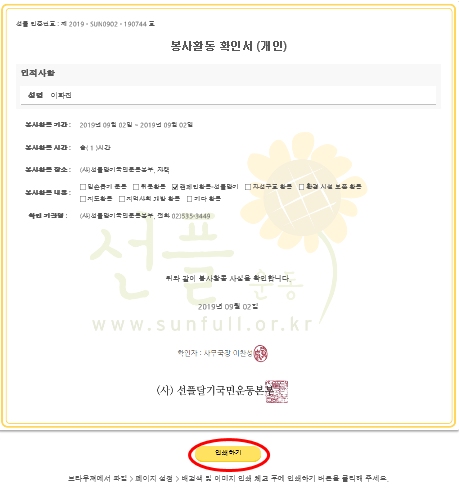 선플 인증번호 : 제 2019 - SUN0902 - 190744 호
봉사활동 확인서 (개인)
인적사항
성명 이화진
봉사활동 기간 : 2019년 09월 02일 ~ 2019년 09월 02일
봉사활동 시간 : 총( 1 )시간
봉사활동 장소 : (사)선플달기국민운동본부, 자택
봉사활동 내용 : 일손돕기 운동 위문활동 캠페인활동-선플달기 자선구호 활동 환경 시설 보존 활동
지도활동 지역사회 개발 활동 기타 활동
확인 기관명 : (사)선플달기국민운동본부, 전화 02)535-3449
선플
운동
위와 같이 봉사활동 사실을 확인합니다.
2019년 09월 02일
www.sunfull.or.kr
확인자 : 사무국장 이찬성
(사) 선플달기국민운동본부
인쇄하기
브라우져에서 파일 > 페이지 설정 > 배경색 및 이미지 인쇄 체크 후에 인쇄하기 버튼을 클릭해 주세요.